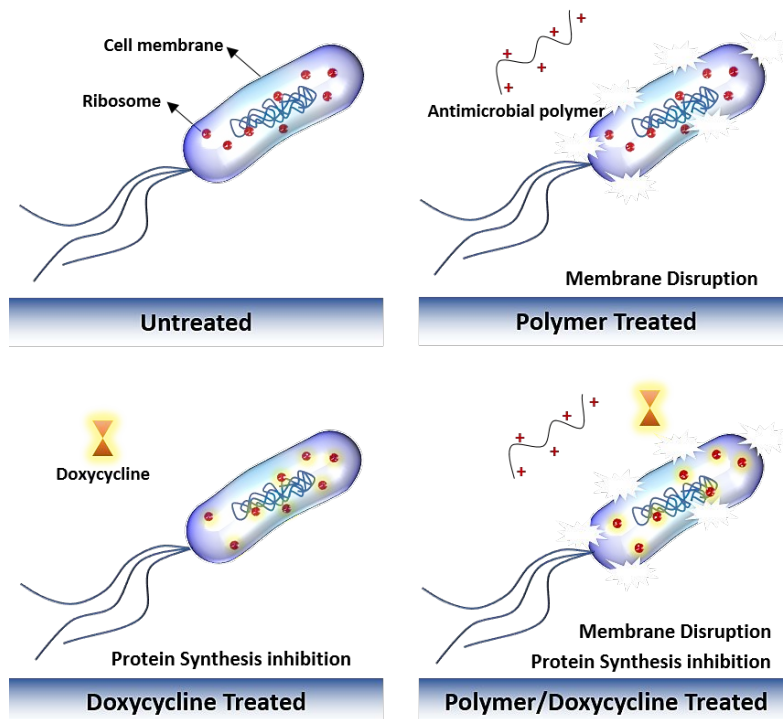 Cell membrane
Ribosome
Untreated
+
+
+
+
Antimicrobial polymer
Membrane Disruption
Polymer Treated
Doxycycline
Protein Synthesis inhibition
Doxycycline Treated
+
+
+
+
Membrane Disruption
Protein Synthesis inhibition
Polymer/Doxycycline Treated